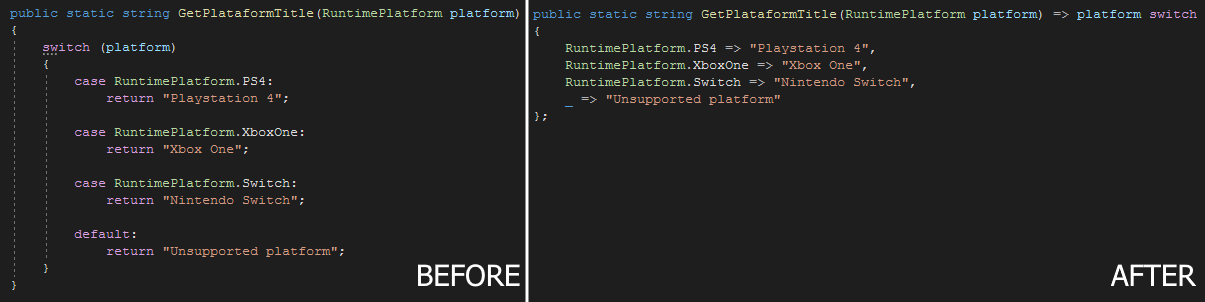 public static string GetPlataformTitle(RuntimePlatform platform)
{
    switch (platform)
    {
        case RuntimePlatform.PS4:
            return "Playstation 4";

        case RuntimePlatform.XboxOne:
            return "Xbox One";

        case RuntimePlatform.Switch:
            return "Nintendo Switch";

        default:
            return "Unsupported platform";
    }
}
BEFORE
public static string GetPlataformTitle(RuntimePlatform platform) => platform switch
{
    RuntimePlatform.PS4 => "Playstation 4",
    RuntimePlatform.XboxOne => "Xbox One",
    RuntimePlatform.Switch => "Nintendo Switch",
    _ => "Unsupported platform"
};
AFTER